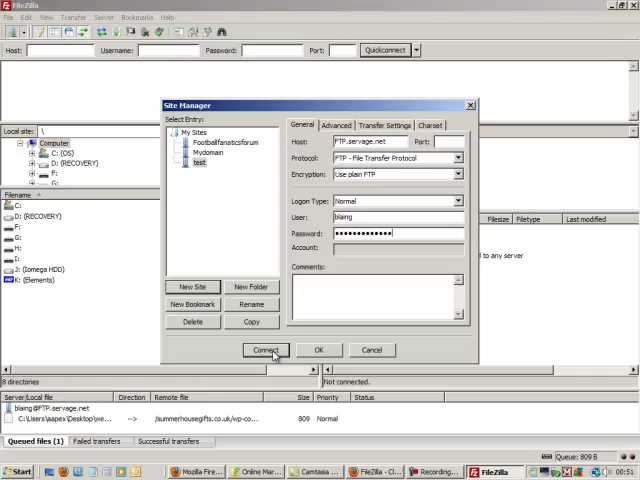 FileZilla
File Edit View Transfer Server Bookmarks Help
Host: Username: Password: Port: Quickconnect
Local site: \
Computer
C: (OS)
D: (RECOVERY)
F:
G:
Filename
C:
D: (RECOVERY)
F:
G:
H:
I:
J: (Iomega HDD)
K: (Elements)
8 directories
Site Manager
Select Entry:
My Sites
Footballfanaticsforum
Mydomain
test
New Site New Folder
New Bookmark Rename
Delete Copy
General Advanced Transfer Settings Charset
Host: FTP.servage.net Port:
Protocol: FTP - File Transfer Protocol
Encryption: Use plain FTP
Logon Type: Normal
User: blaing
Password: •••••••••••••
Account:
Comments:
Connect OK Cancel
Filesize Filetype Last modified
d to any server
Not connected.
Server/Local file Direction Remote file Size Priority Status
blaing@FTP.servage.net
C:\Users\aapex\Desktop\we... --> /summerhousegifts.co.uk/wp-co... 809 Normal
Queued files (1) Failed transfers Successful transfers
Queue: 809 B
Start Mozilla Fire... Online Mar... Camtasia ... FileZilla - Cl... Recording... FileZilla 00:51